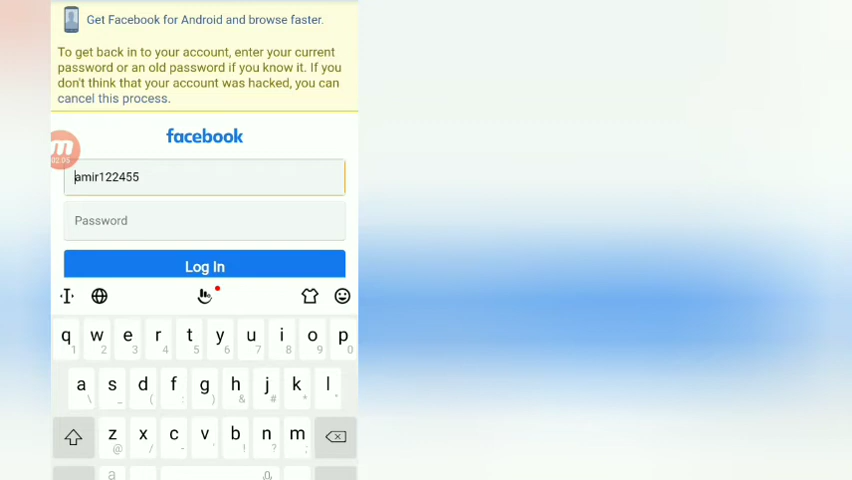 Get Facebook for Android and browse faster.
To get back in to your account, enter your current
password or an old password if you know it. If you
don't think that your account was hacked, you can
cancel this process.
facebook
02:05
amir122455
Password
Log In
q w e r t y u i o p
1 2 3 4 5 6 7 8 9 0
a s d f g h j k l
\ _ ( : ) & # * "
z x c v b n m
@ / - ' ! ? ;
a